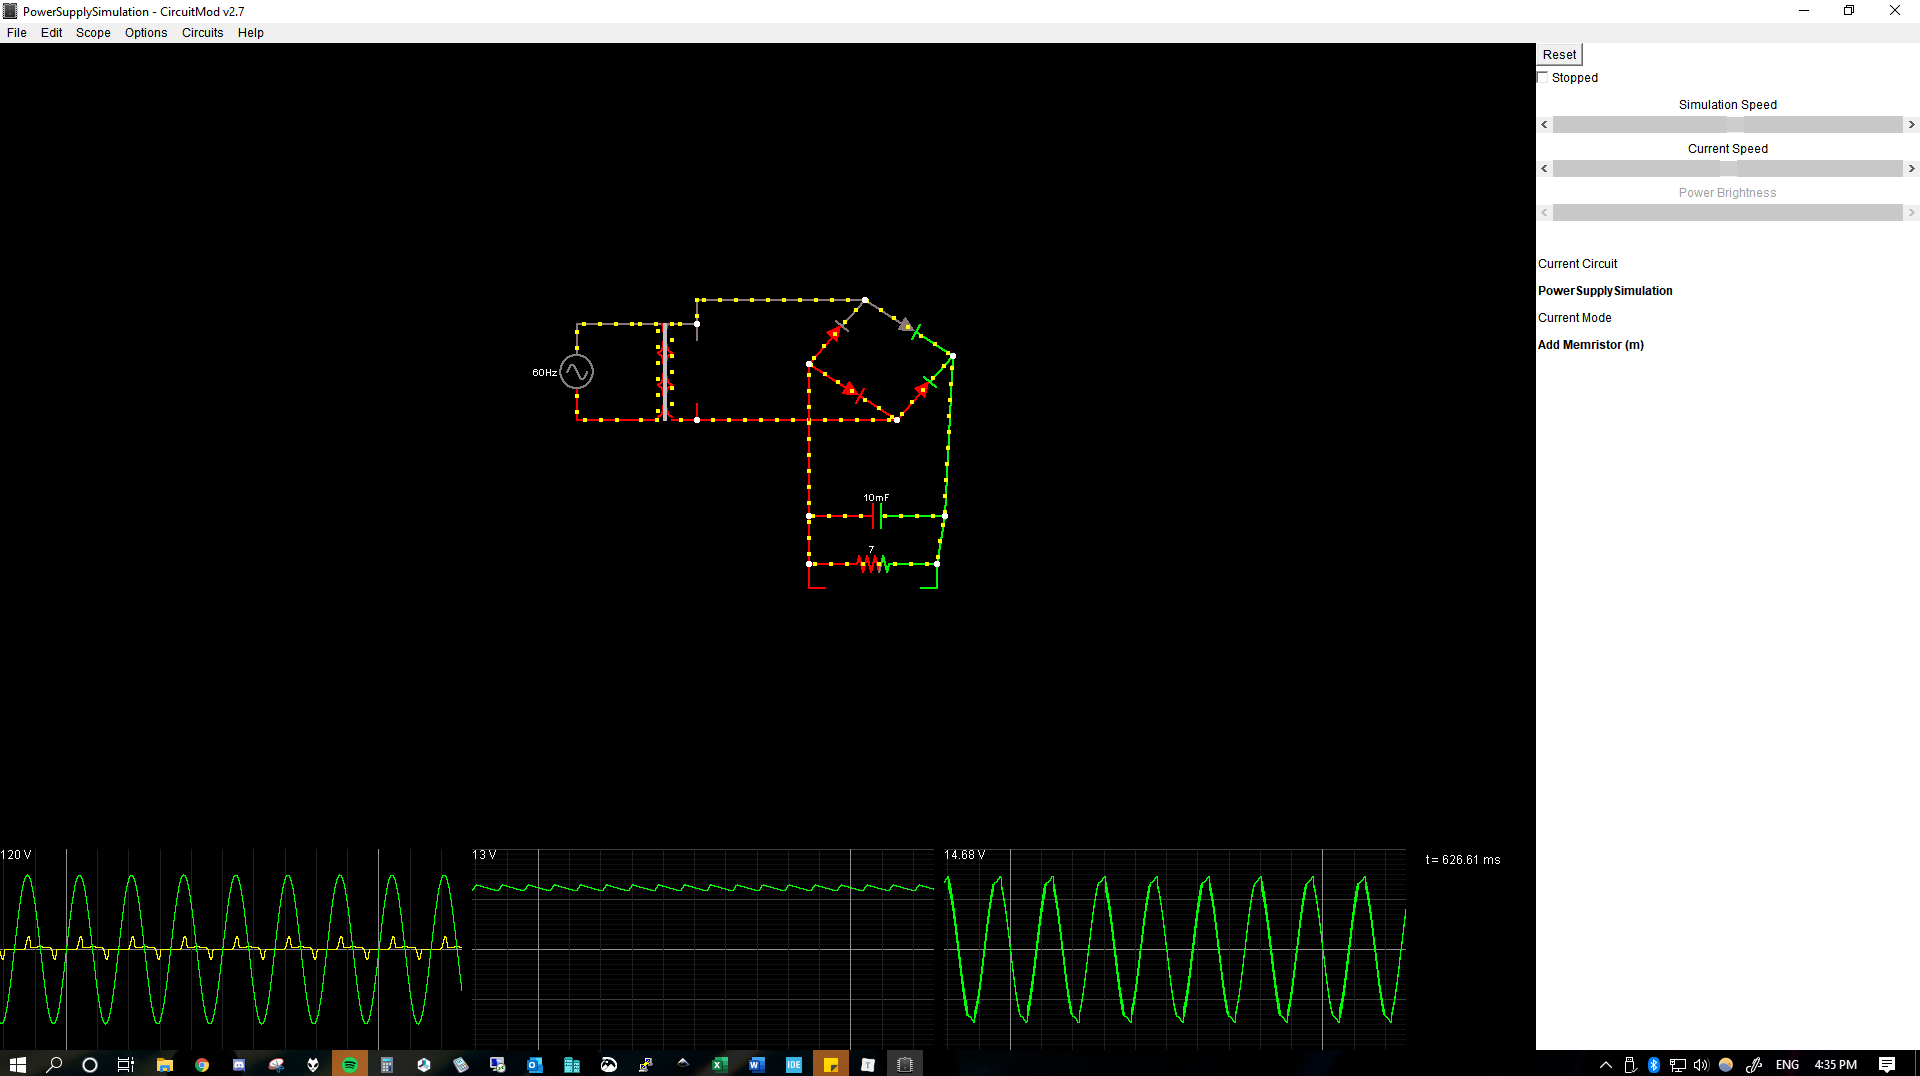 PowerSupplySimulation - CircuitMod v2.7
File Edit Scope Options Circuits Help
Reset
Stopped
Simulation Speed
Current Speed
Power Brightness
Current Circuit
PowerSupplySimulation
Current Mode
Add Memristor (m)
60Hz
10mF
7
120 V
13 V
14.68 V
t = 626.61 ms
IDE
T
ENG
4:35 PM